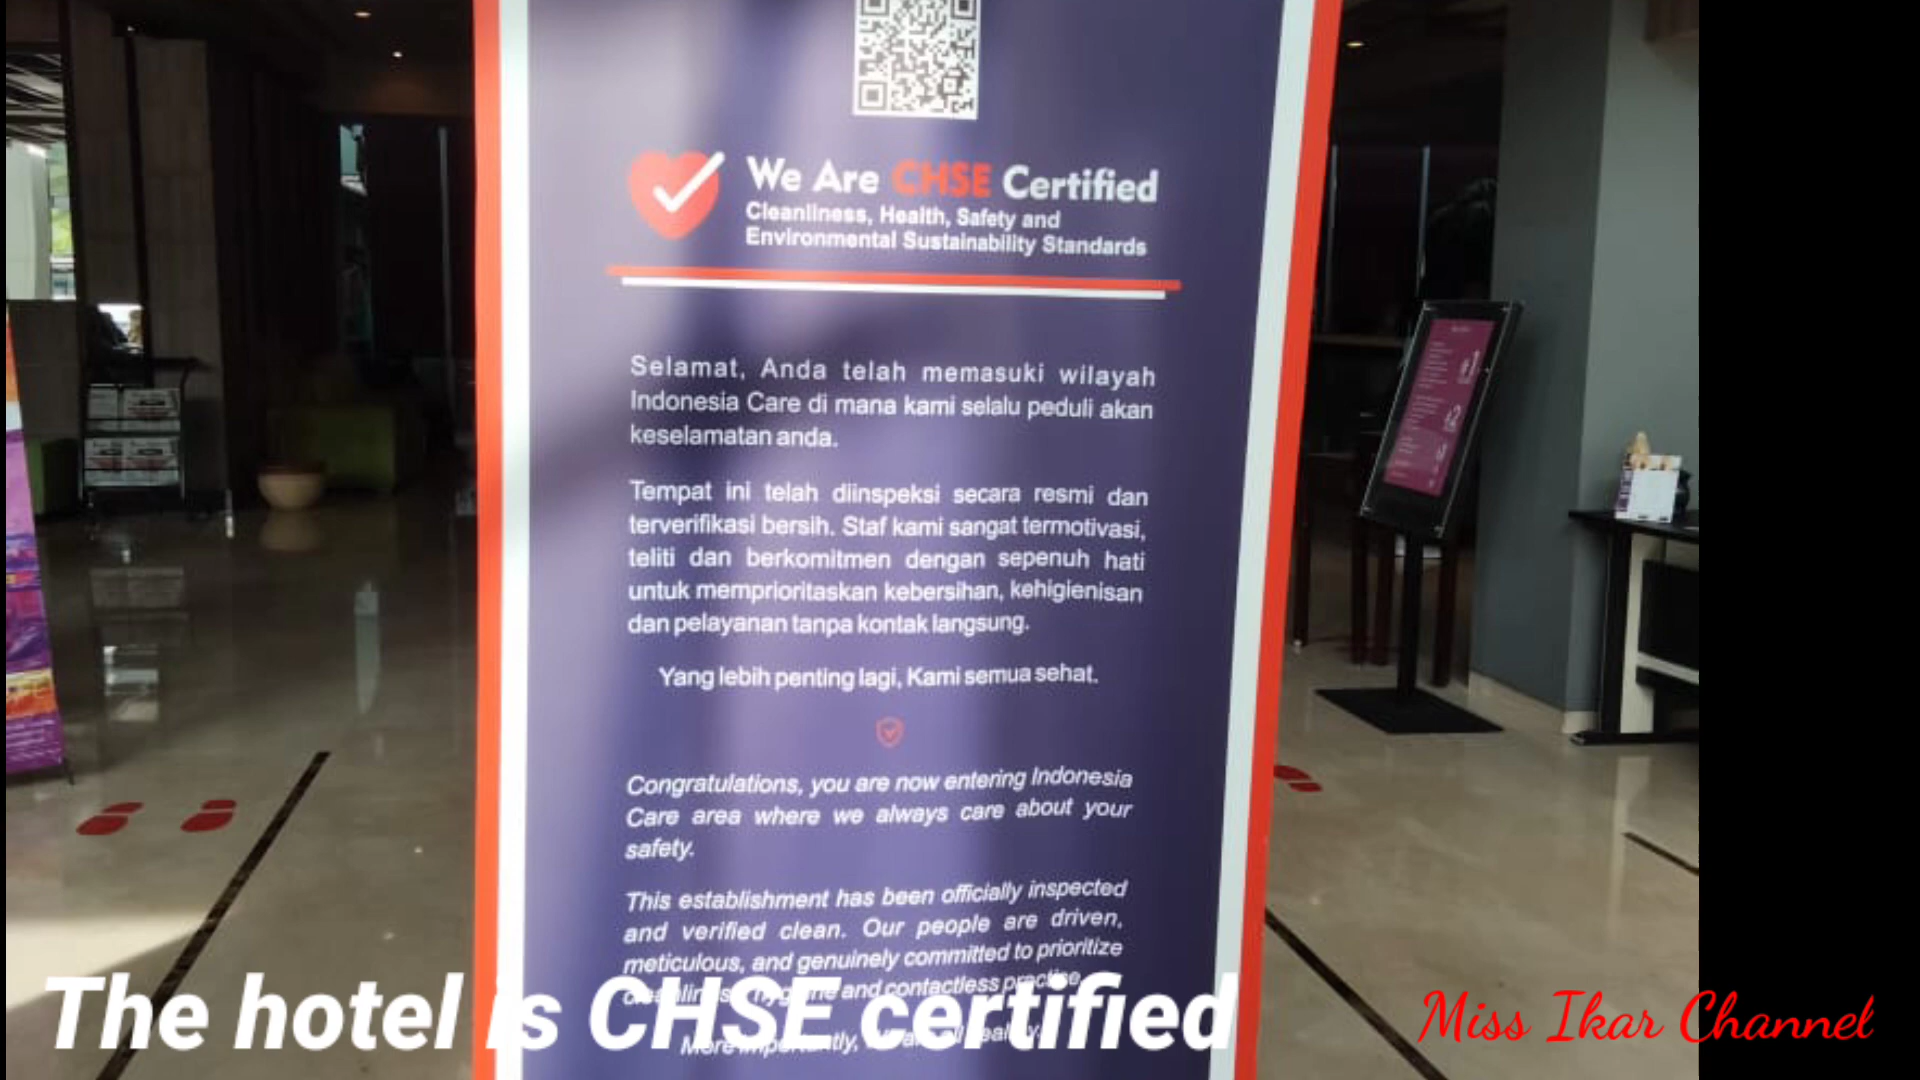 We Are CHSE Certified
Cleanliness, Health, Safety and
Environmental Sustainability Standards
Selamat, Anda telah memasuki wilayah
Indonesia Care di mana kami selalu peduli akan
keselamatan anda.
Tempat ini telah diinspeksi secara resmi dan
terverifikasi bersih. Staf kami sangat termotivasi,
teliti dan berkomitmen dengan sepenuh hati
untuk memprioritaskan kebersihan, kehigienisan
dan pelayanan tanpa kontak langsung.
Yang lebih penting lagi, Kami semua sehat.
Congratulations, you are now entering Indonesia
Care area where we always care about your
safety.
This establishment has been officially inspected
and verified clean. Our people are driven,
meticulous, and genuinely committed to prioritize
and contactless practise.
More importantly,
The hotel is CHSE certified
Miss Ikar Channel